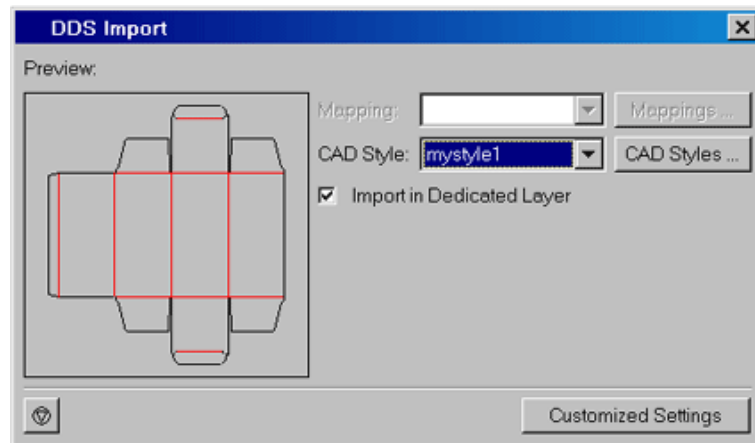 DDS Import
Preview:
Mapping: Mappings ...
CAD Style: mystyle1 CAD Styles ...
Import in Dedicated Layer
Customized Settings